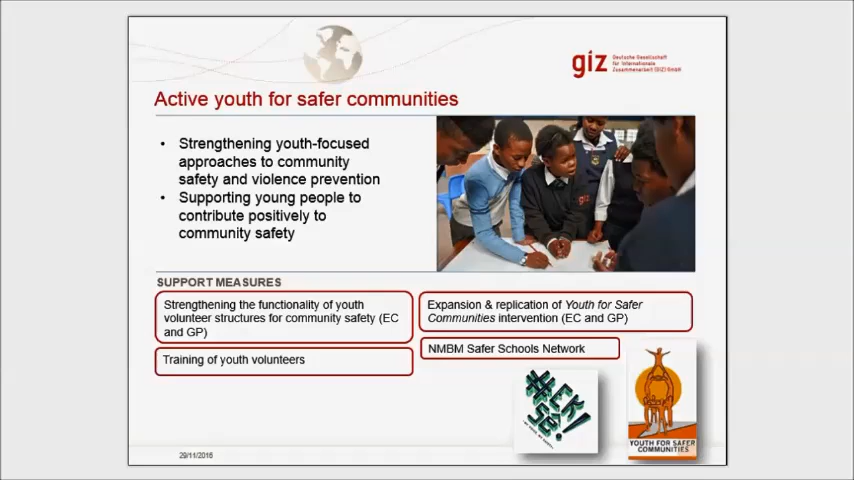 giz
Deutsche Gesellschaft
für Internationale
Zusammenarbeit (GIZ) GmbH
Active youth for safer communities
• Strengthening youth-focused
approaches to community
safety and violence prevention
• Supporting young people to
contribute positively to
community safety
giz
SUPPORT MEASURES
Strengthening the functionality of youth
volunteer structures for community safety (EC
and GP)
Expansion & replication of Youth for Safer
Communities intervention (EC and GP)
Training of youth volunteers
NMBM Safer Schools Network
YOUTH FOR SAFER
COMMUNITIES
29/11/2016